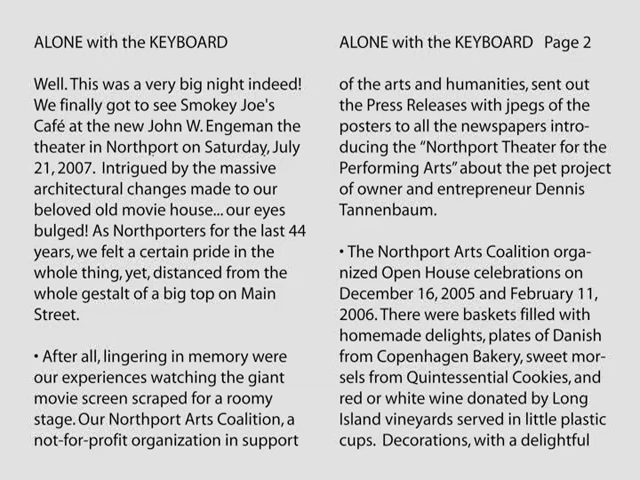 ALONE with the KEYBOARD
Well. This was a very big night indeed!
We finally got to see Smokey Joe's
Café at the new John W. Engeman the
theater in Northport on Saturday, July
21, 2007.  Intrigued by the massive
architectural changes made to our
beloved old movie house... our eyes
bulged! As Northporters for the last 44
years, we felt a certain pride in the
whole thing, yet, distanced from the
whole gestalt of a big top on Main
Street.
• After all, lingering in memory were
our experiences watching the giant
movie screen scraped for a roomy
stage. Our Northport Arts Coalition, a
not-for-profit organization in support
ALONE with the KEYBOARD   Page 2
of the arts and humanities, sent out
the Press Releases with jpegs of the
posters to all the newspapers intro-
ducing the “Northport Theater for the
Performing Arts” about the pet project
of owner and entrepreneur Dennis
Tannenbaum.
• The Northport Arts Coalition orga-
nized Open House celebrations on
December 16, 2005 and February 11,
2006. There were baskets filled with
homemade delights, plates of Danish
from Copenhagen Bakery, sweet mor-
sels from Quintessential Cookies, and
red or white wine donated by Long
Island vineyards served in little plastic
cups.  Decorations, with a delightful